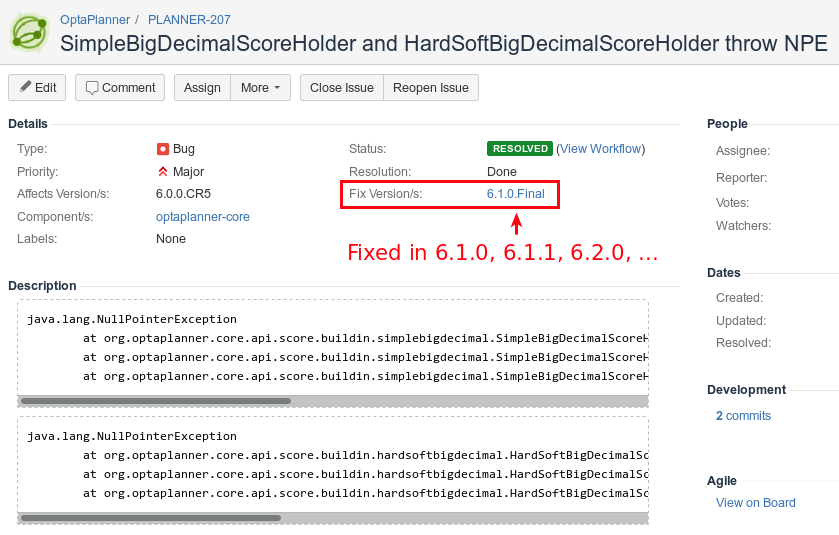 OptaPlanner / PLANNER-207
SimpleBigDecimalScoreHolder and HardSoftBigDecimalScoreHolder throw NPE
Edit Comment Assign More Close Issue Reopen Issue
Details
Type: Bug
Priority: Major
Affects Version/s: 6.0.0.CR5
Component/s: optaplanner-core
Labels: None
Status: RESOLVED (View Workflow)
Resolution: Done
Fix Version/s: 6.1.0.Final
Fixed in 6.1.0, 6.1.1, 6.2.0, ...
Description
java.lang.NullPointerException
at org.optaplanner.core.api.score.buildin.simplebigdecimal.SimpleBigDecimalScoreH
at org.optaplanner.core.api.score.buildin.simplebigdecimal.SimpleBigDecimalScoreH
at org.optaplanner.core.api.score.buildin.simplebigdecimal.SimpleBigDecimalScoreH
java.lang.NullPointerException
at org.optaplanner.core.api.score.buildin.hardsoftbigdecimal.HardSoftBigDecimalSc
at org.optaplanner.core.api.score.buildin.hardsoftbigdecimal.HardSoftBigDecimalSc
at org.optaplanner.core.api.score.buildin.hardsoftbigdecimal.HardSoftBigDecimalSc
People
Assignee:
Reporter:
Votes:
Watchers:
Dates
Created:
Updated:
Resolved:
Development
2 commits
Agile
View on Board